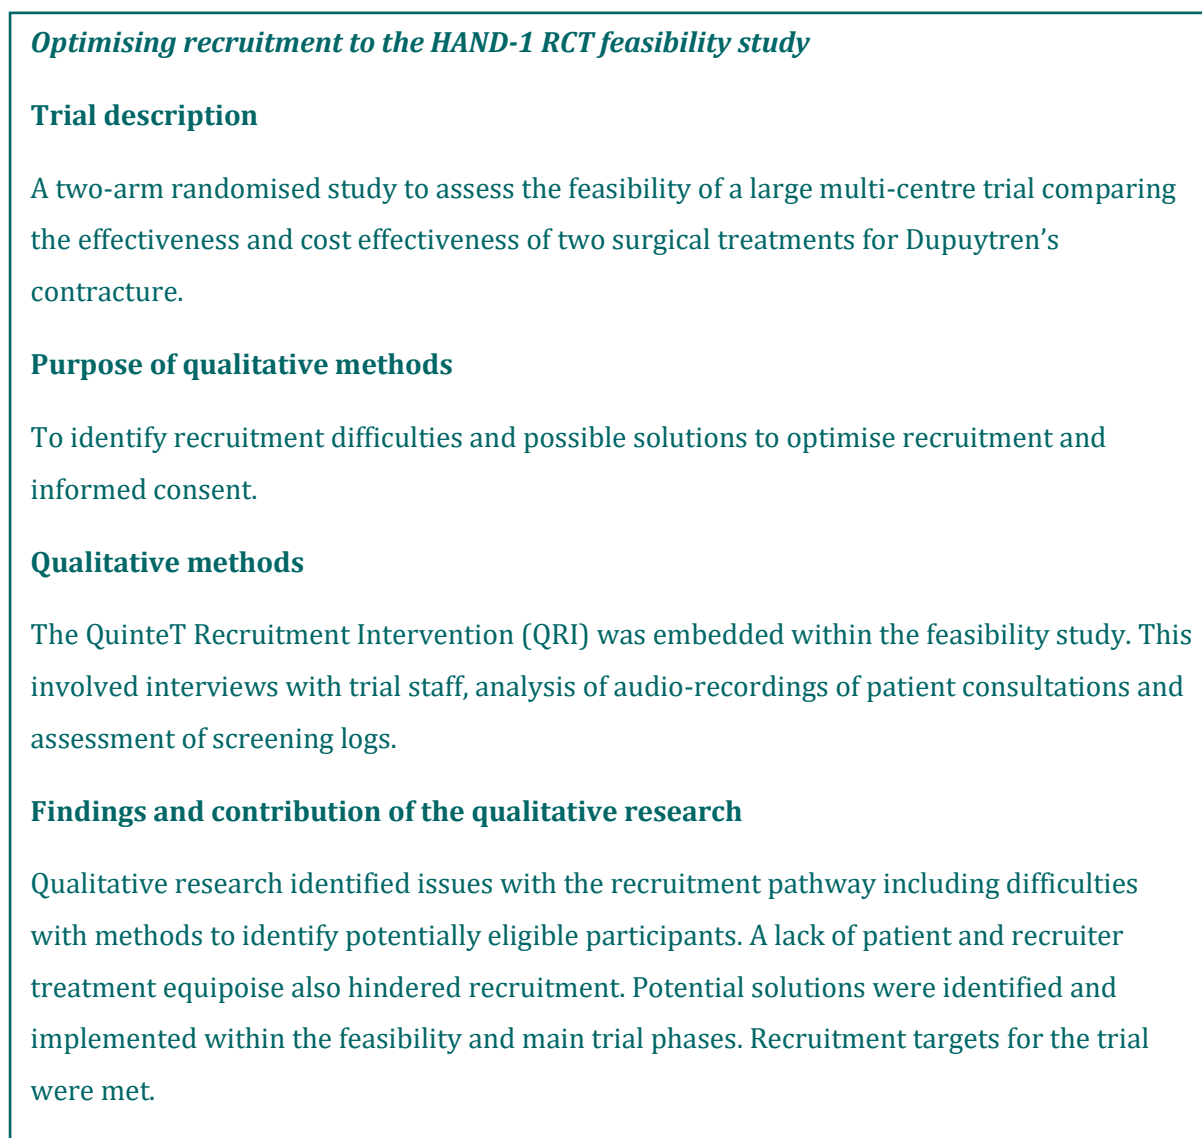 Optimising recruitment to the HAND-1 RCT feasibility study
Trial description
A two-arm randomised study to assess the feasibility of a large multi-centre trial comparing
the effectiveness and cost effectiveness of two surgical treatments for Dupuytren’s
contracture.
Purpose of qualitative methods
To identify recruitment difficulties and possible solutions to optimise recruitment and
informed consent.
Qualitative methods
The QuinteT Recruitment Intervention (QRI) was embedded within the feasibility study. This
involved interviews with trial staff, analysis of audio-recordings of patient consultations and
assessment of screening logs.
Findings and contribution of the qualitative research
Qualitative research identified issues with the recruitment pathway including difficulties
with methods to identify potentially eligible participants. A lack of patient and recruiter
treatment equipoise also hindered recruitment. Potential solutions were identified and
implemented within the feasibility and main trial phases. Recruitment targets for the trial
were met.